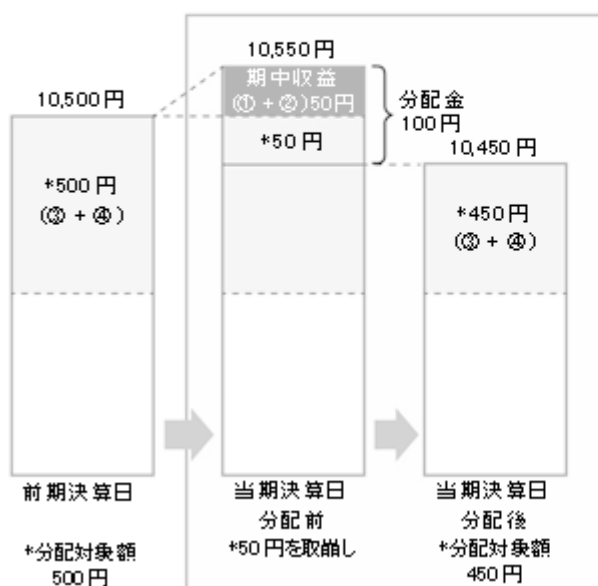 10,500円
*500円
(③ + ④)
前期決算日
*分配対象額
500円
10,550円
期中収益
(① + ②)50円
*50円
分配金
100円
当期決算日
分配前
*50円を取崩し
10,450円
*450円
(③ + ④)
当期決算日
分配後
*分配対象額
450円